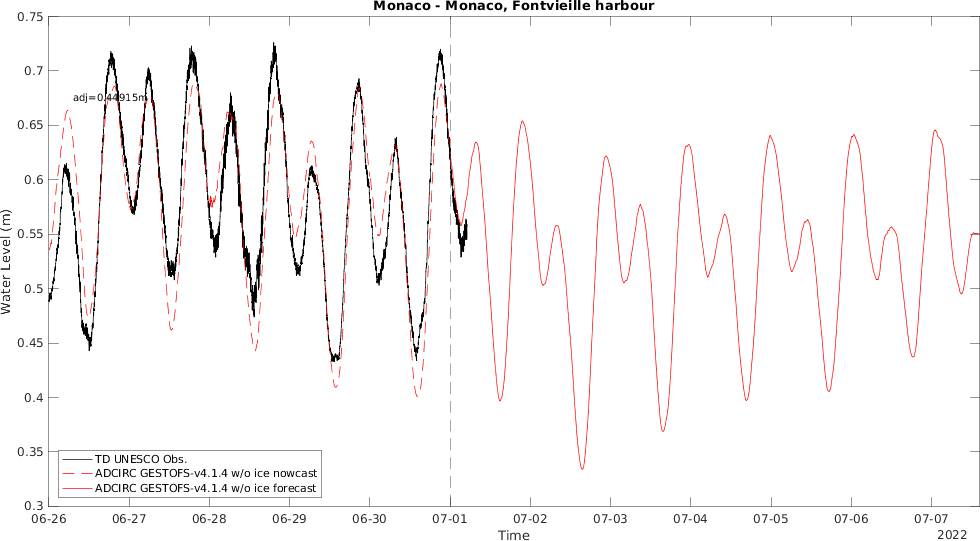 Monaco - Monaco, Fontvieille harbour
0.75
0.7
0.65
0.6
0.55
0.5
0.45
0.4
0.35
0.3
Water Level (m)
adj=0.44915m
TD UNESCO Obs.
ADCIRC GESTOFS-v4.1.4 w/o ice nowcast
ADCIRC GESTOFS-v4.1.4 w/o ice forecast
06-26 06-27 06-28 06-29 06-30 07-01 07-02 07-03 07-04 07-05 07-06 07-07
Time
2022